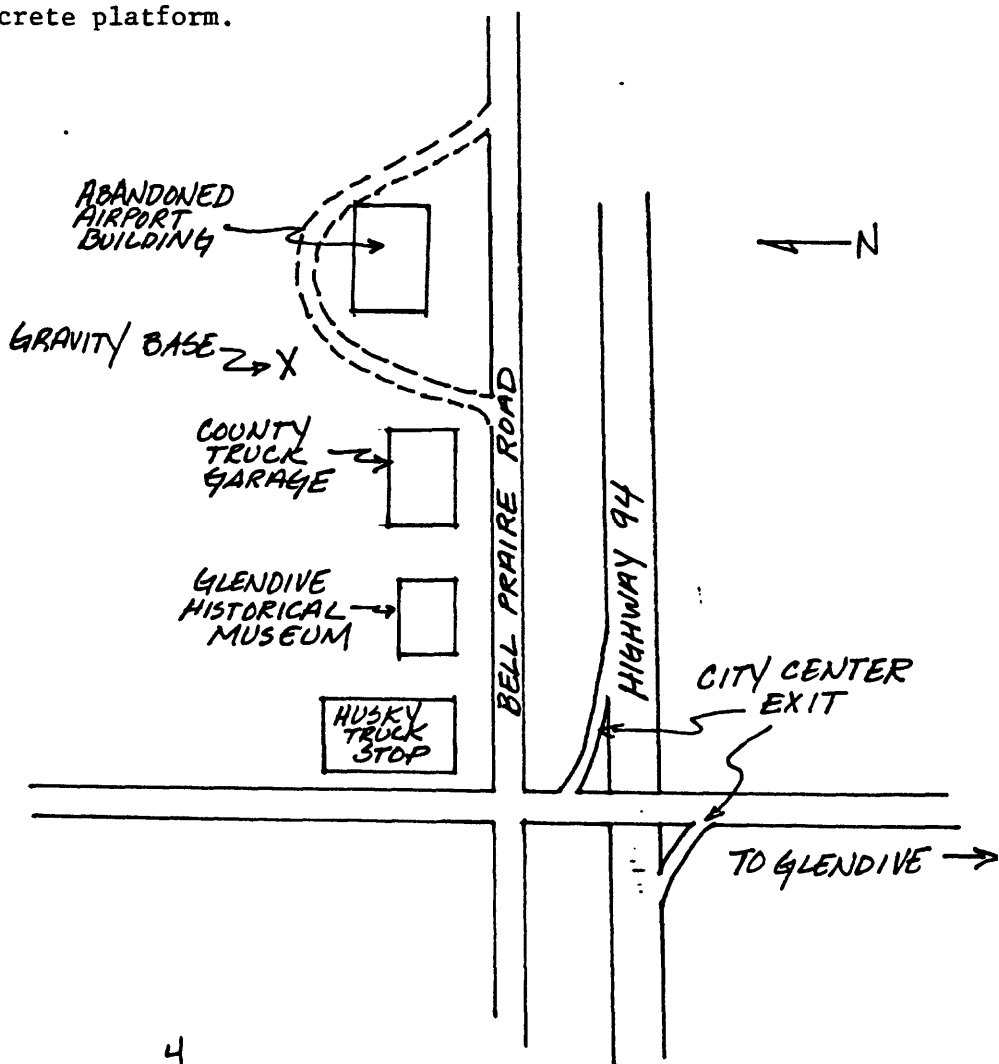 crete platform.
ABANDONED
AIRPORT
BUILDING
N
GRAVITY BASE
X
COUNTY
TRUCK
GARAGE
BELL PRAIRE ROAD
HIGHWAY 94
GLENDIVE
HISTORICAL
MUSEUM
CITY CENTER
EXIT
HUSKY
TRUCK
STOP
TO GLENDIVE
4